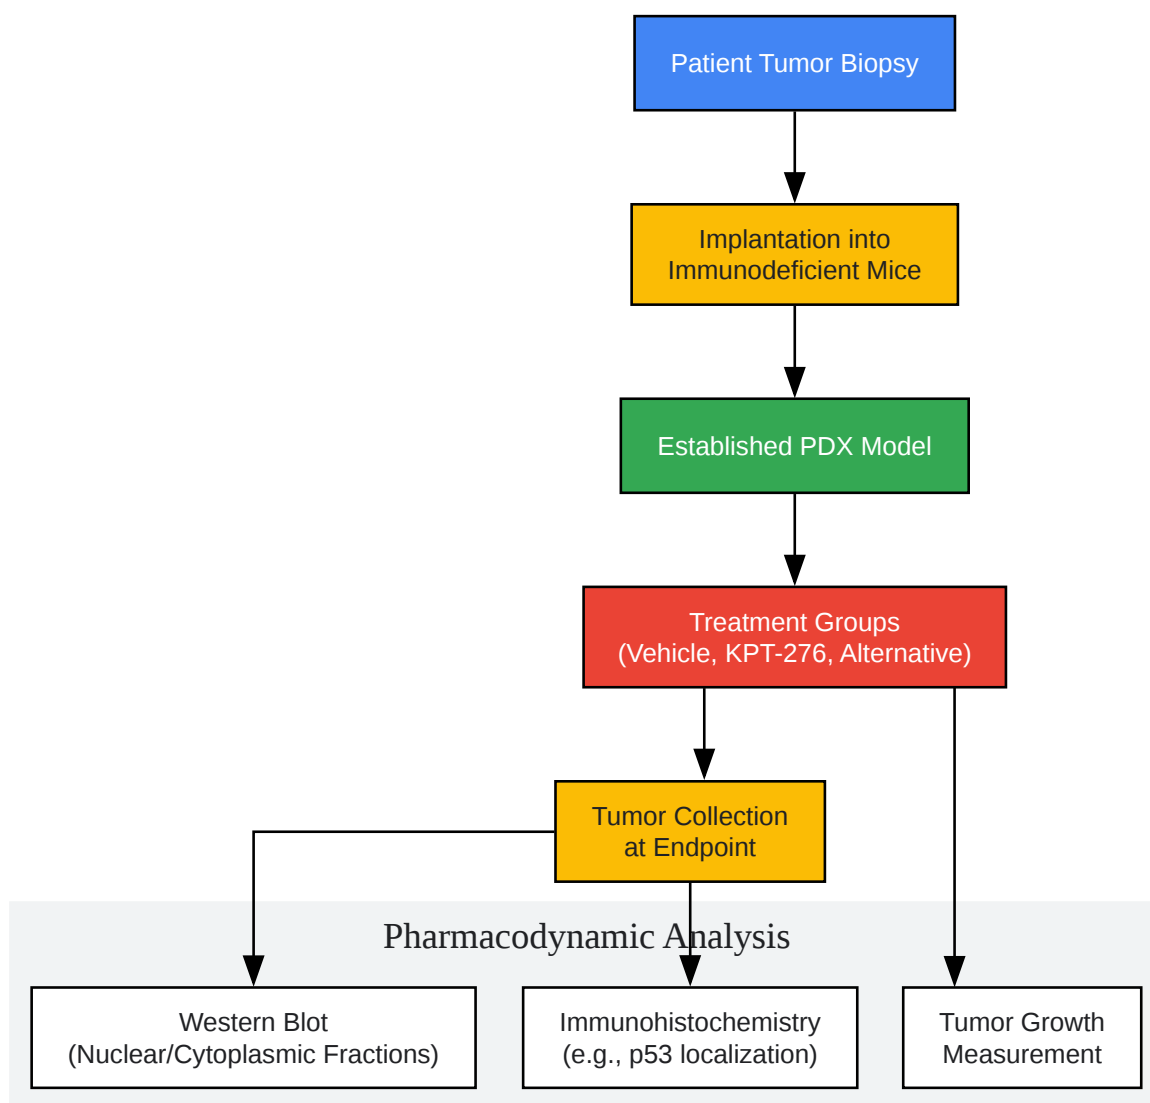 Patient Tumor Biopsy
Implantation into
Immunodeficient Mice
Established PDX Model
Treatment Groups
(Vehicle, KPT-276, Alternative)
Tumor Collection
at Endpoint
Pharmacodynamic Analysis
Western Blot
(Nuclear/Cytoplasmic Fractions)
Immunohistochemistry
(e.g., p53 localization)
Tumor Growth
Measurement